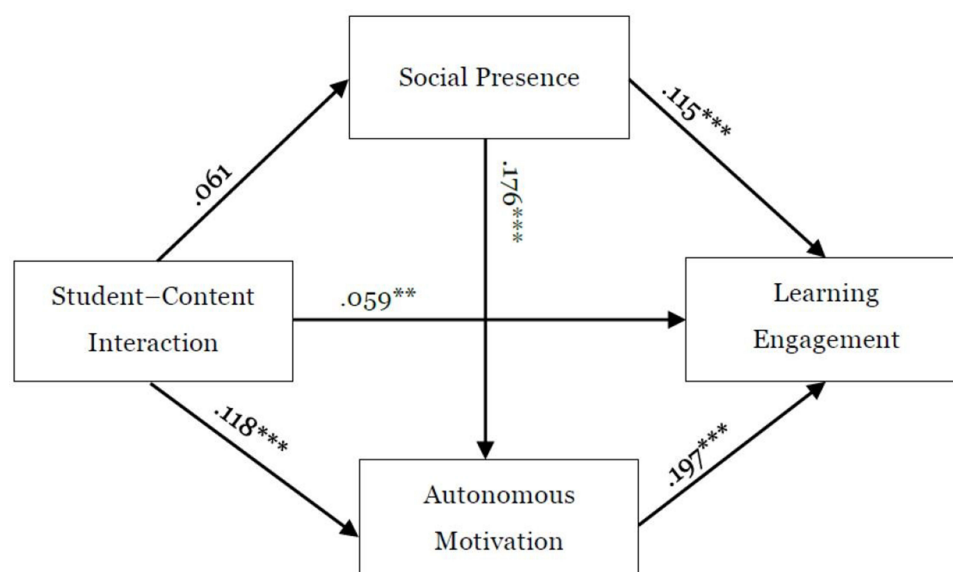 Social Presence
.115***
.061
.176***
Student–Content
Interaction
.059**
Learning
Engagement
.118***
.197***
Autonomous
Motivation